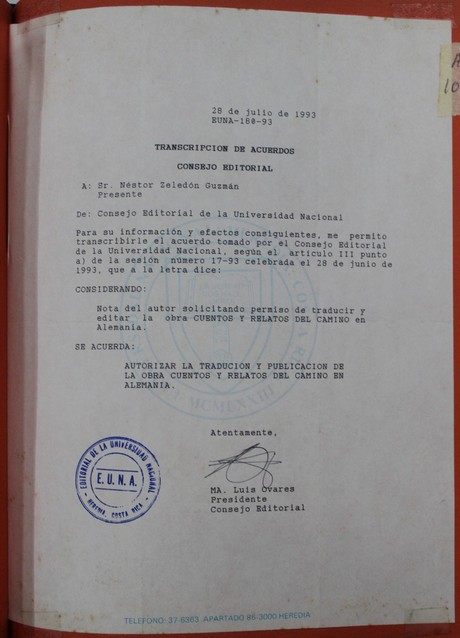 28 de julio de 1993
EUNA-180-93
TRANSCRIPCION DE ACUERDOS
CONSEJO EDITORIAL
A: Sr. Néstor Zeledón Guzmán
Presente
De: Consejo Editorial de la Universidad Nacional
Para su información y efectos consiguientes, me permito
transcribirle el acuerdo tomado por el Consejo Editorial
de la Universidad Nacional, según el artículo III punto
a) de la sesión número 17-93 celebrada el 28 de junio de
1993, que a la letra dice:
CONSIDERANDO:
Nota del autor solicitando permiso de traducir y
editar la obra CUENTOS Y RELATOS DEL CAMINO en
Alemania.
SE ACUERDA:
AUTORIZAR LA TRADUCION Y PUBLICACION DE
LA OBRA CUENTOS Y RELATOS DEL CAMINO EN
ALEMANIA.
Atentamente,
MA. Luis Ovares
Presidente
Consejo Editorial
EDITORIAL DE LA UNIVERSIDAD NACIONAL
E.U.N.A.
HEREDIA, COSTA RICA
MCMLXXIII
TELEFONO: 37-6363 APARTADO 86-3000 HEREDIA
A
10